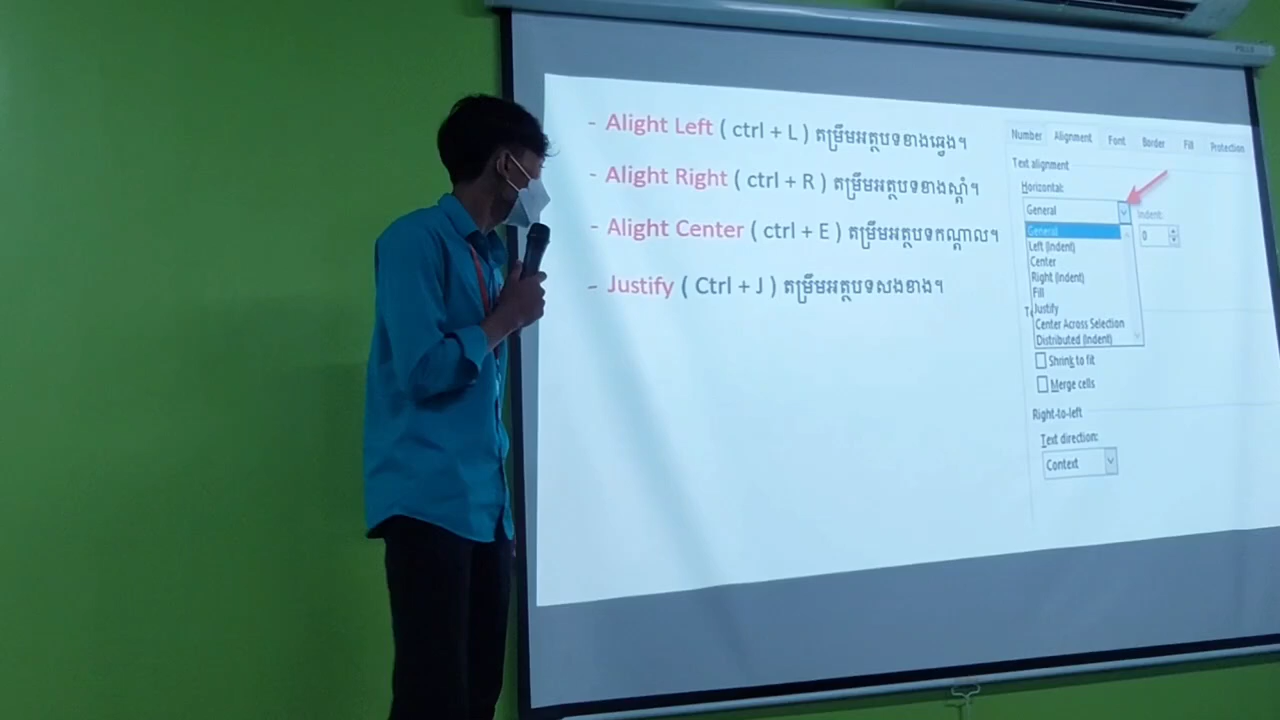 - Alight Left ( ctrl + L ) តម្រឹមអត្ថបទខាងឆ្វេង។
- Alight Right ( ctrl + R ) តម្រឹមអត្ថបទខាងស្ដាំ។
- Alight Center ( ctrl + E ) តម្រឹមអត្ថបទកណ្ដាល។
- Justify ( Ctrl + J ) តម្រឹមអត្ថបទសងខាង។
Number Alignment Font Border Fill Protection
Text alignment
Horizontal:
General Indent:
General 0
Left (Indent)
Center
Right (Indent)
Fill
Justify
Center Across Selection
Distributed (Indent)
Shrink to fit
Merge cells
Right-to-left
Text direction:
Context